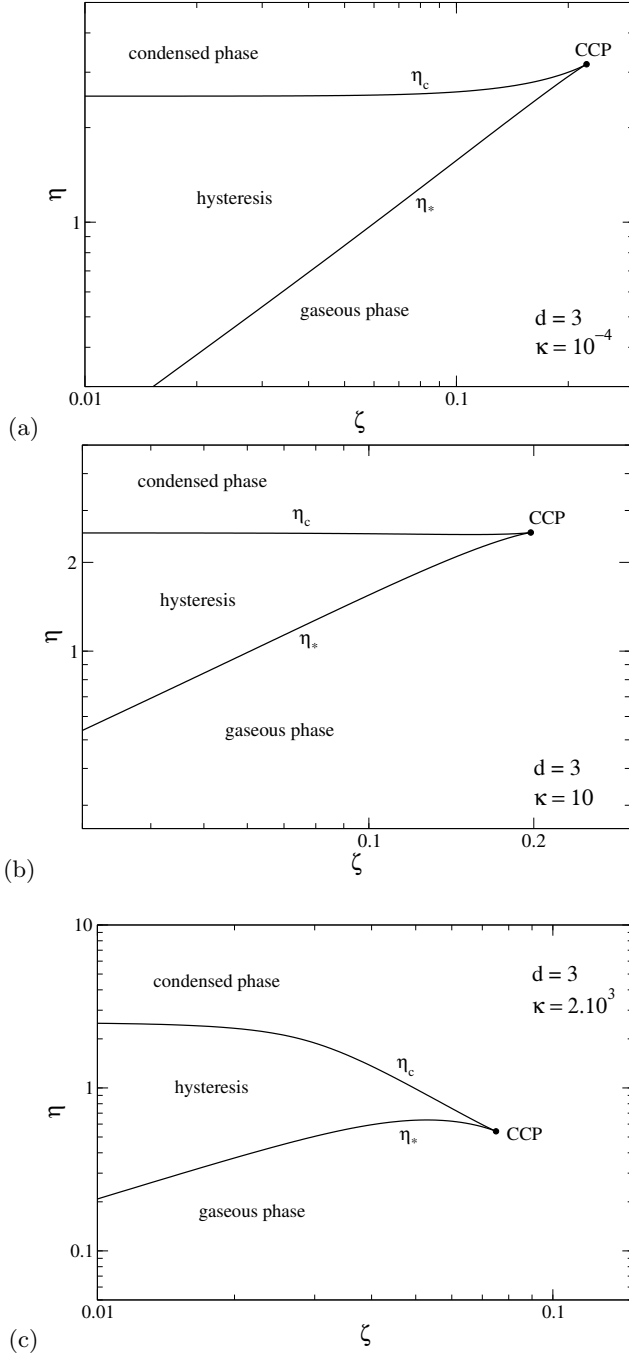 condensed phase
CCP
η_c
hysteresis
η
1
η_*
gaseous phase
d = 3
κ = 10^{-4}
0.01
0.1
ζ
(a)
condensed phase
CCP
η_c
2
hysteresis
η
1
η_*
gaseous phase
d = 3
κ = 10
0.1
0.2
ζ
(b)
10
condensed phase
d = 3
κ = 2.10^3
η_c
η
1
hysteresis
η_*
CCP
gaseous phase
0.1
0.01
0.1
ζ
(c)